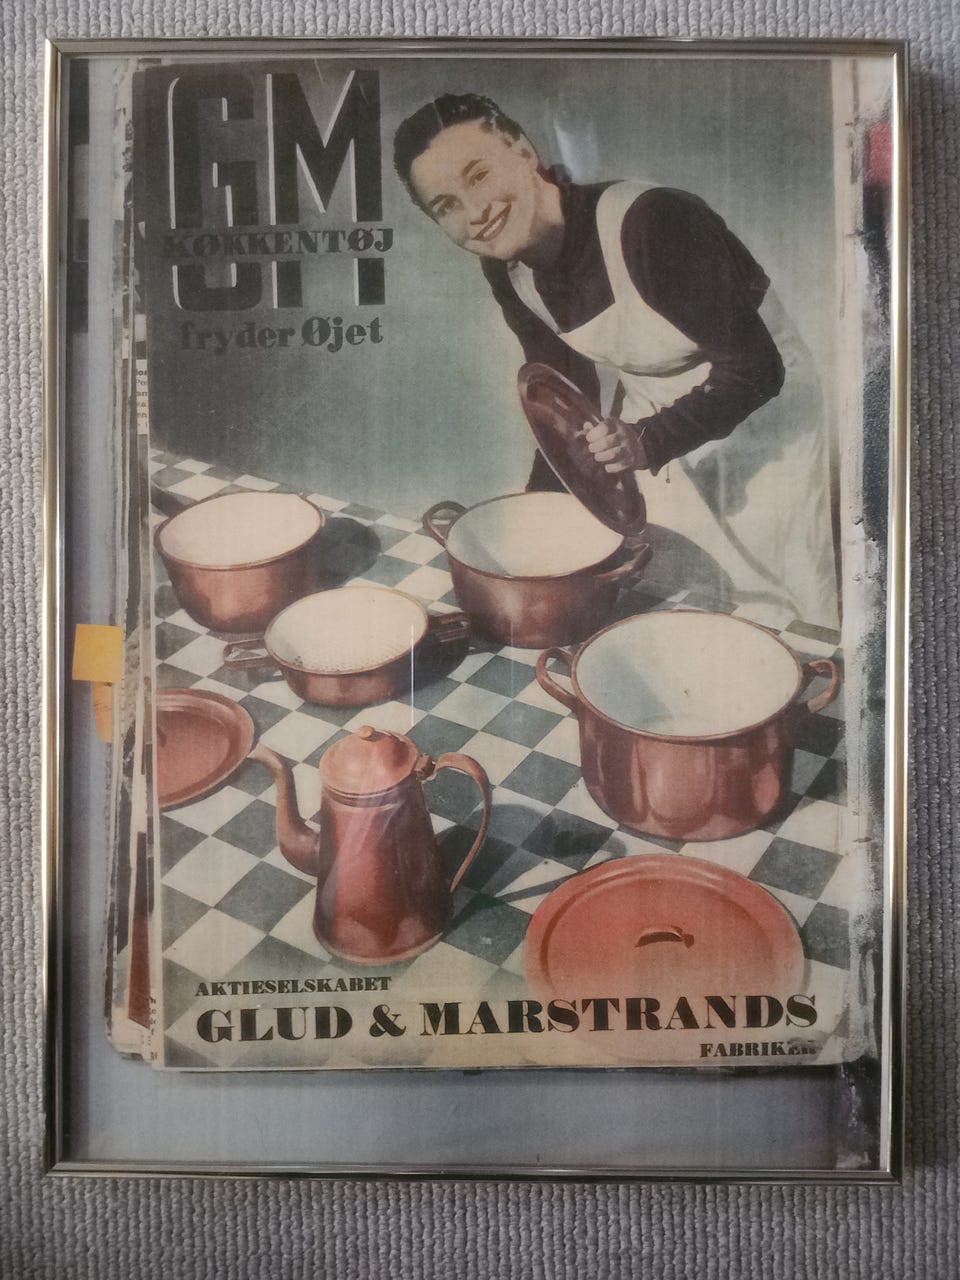 GM
KØKKENTØJ
fryder Øjet
AKTIESELSKABET
GLUD & MARSTRANDS
FABRIKER